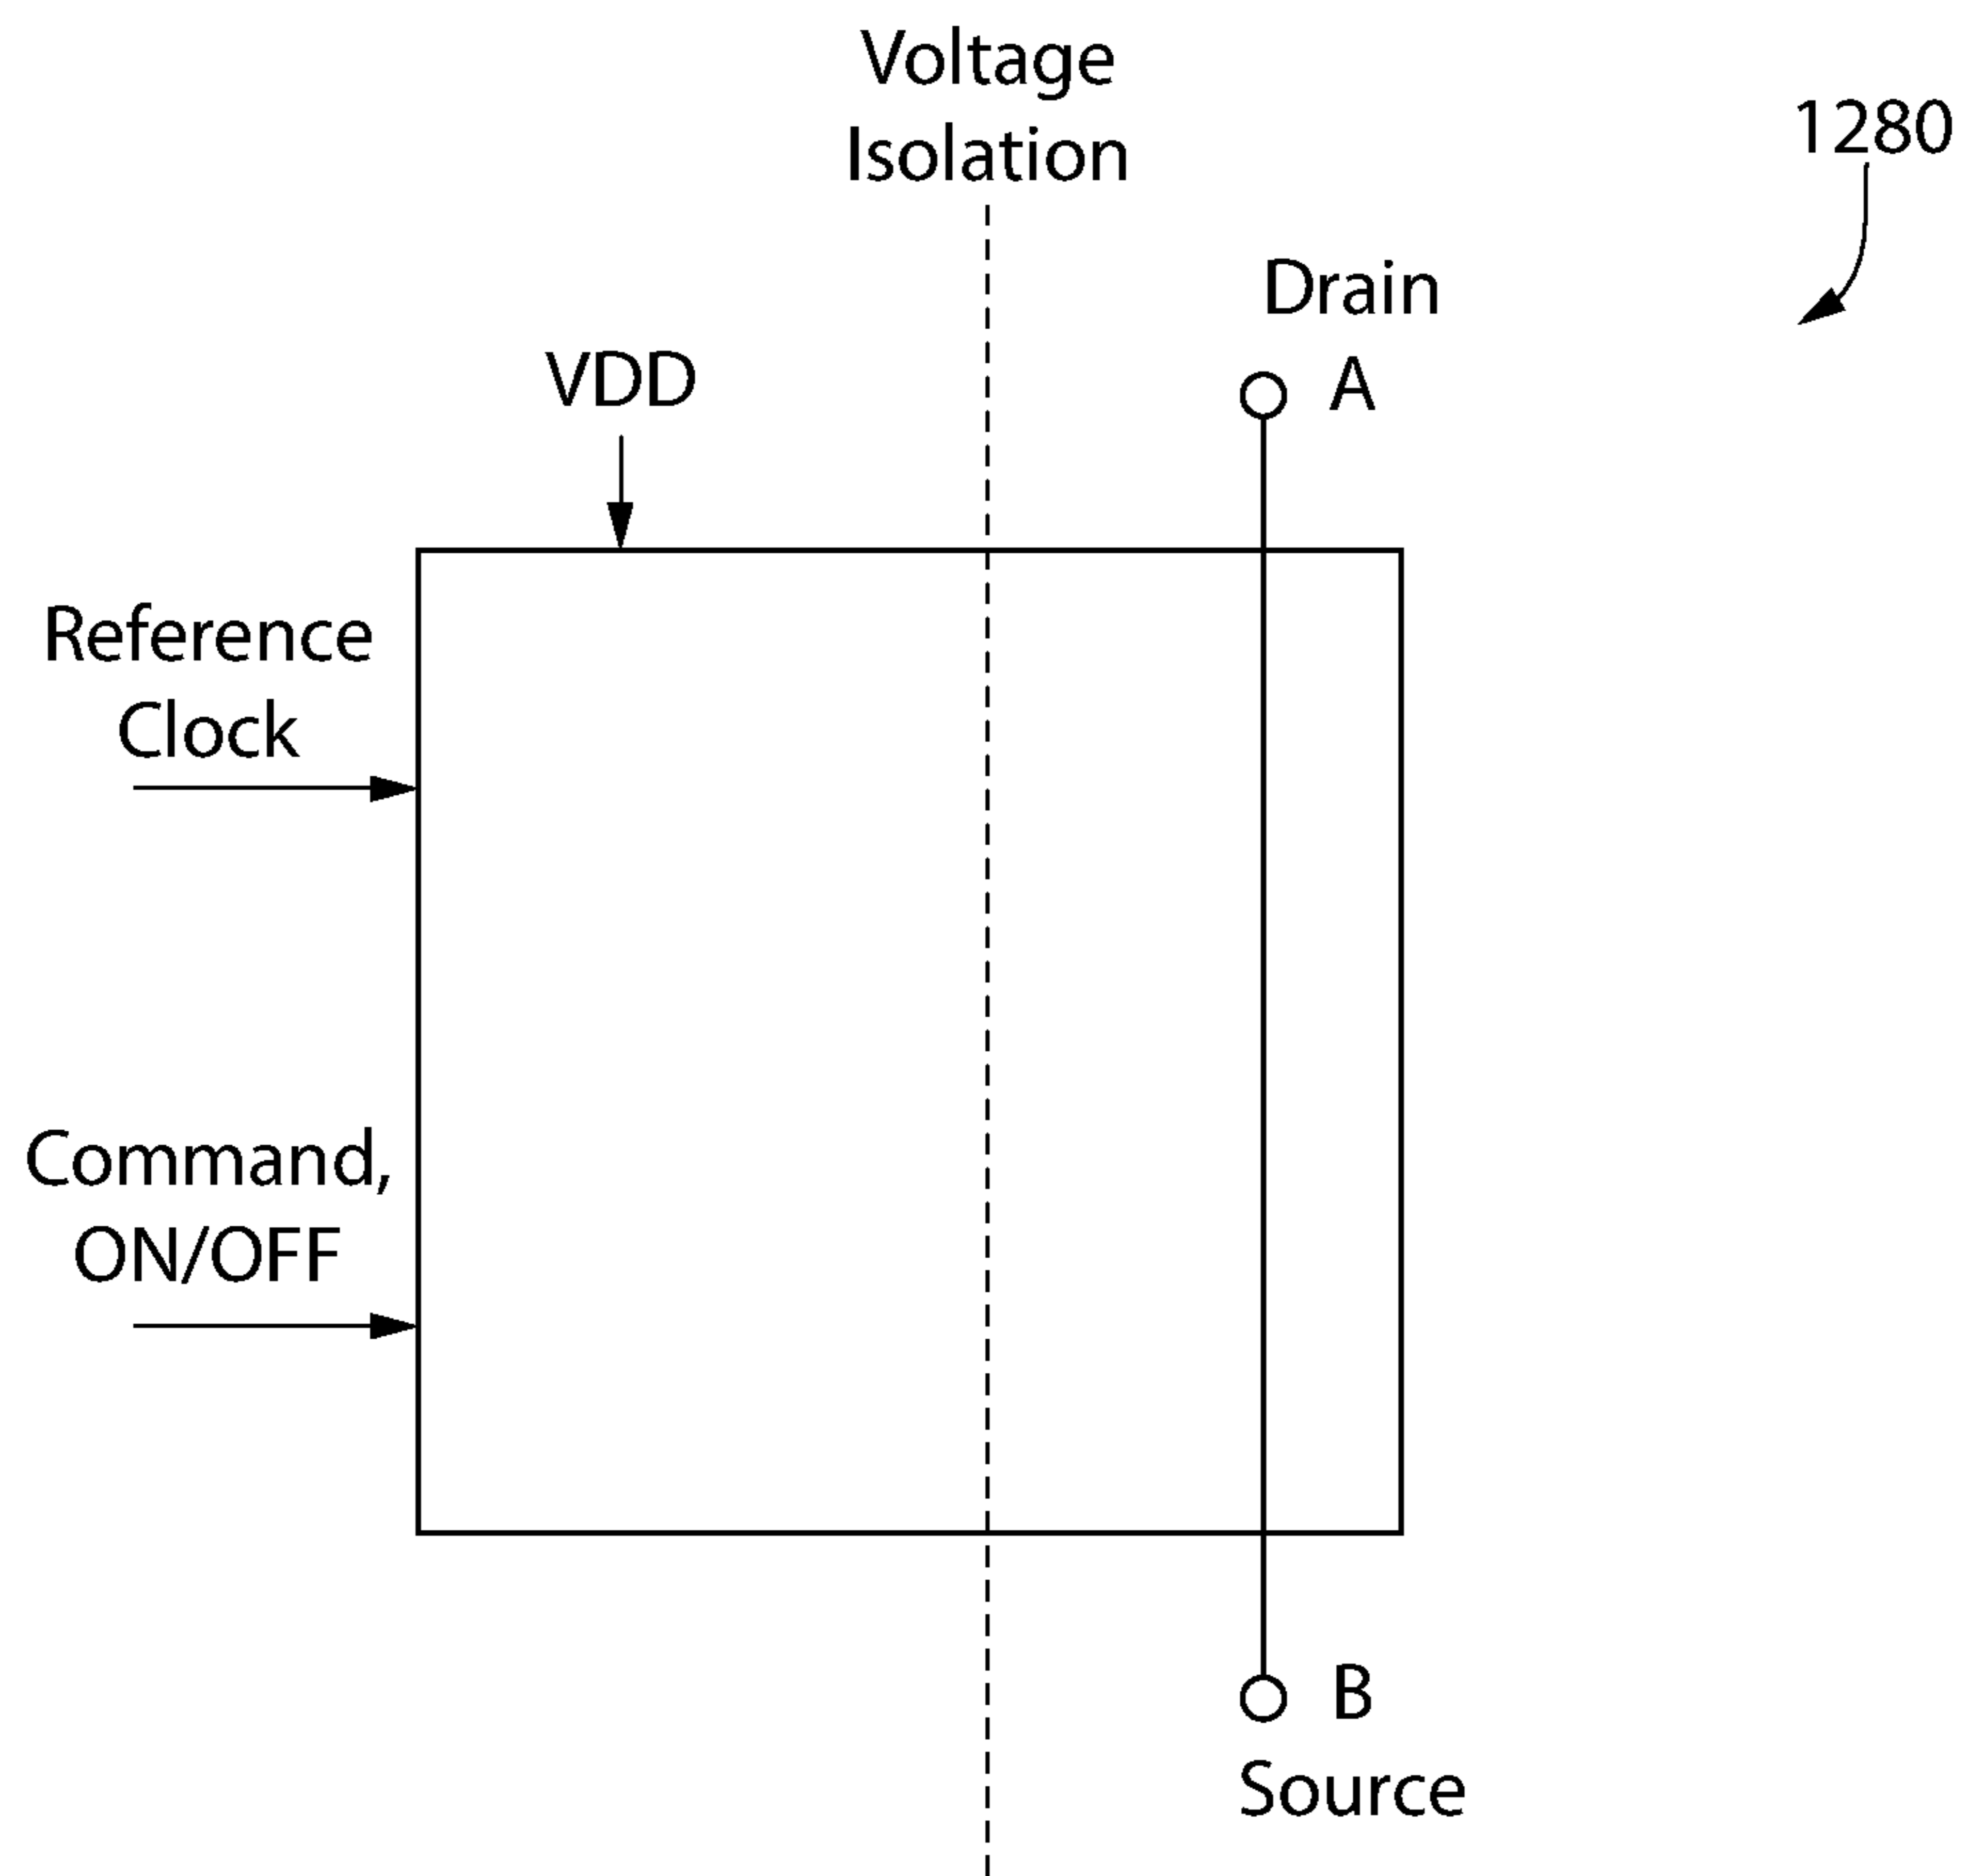 Voltage
Isolation
1280
Drain
A
VDD
Reference
Clock
Command,
ON/OFF
B
Source